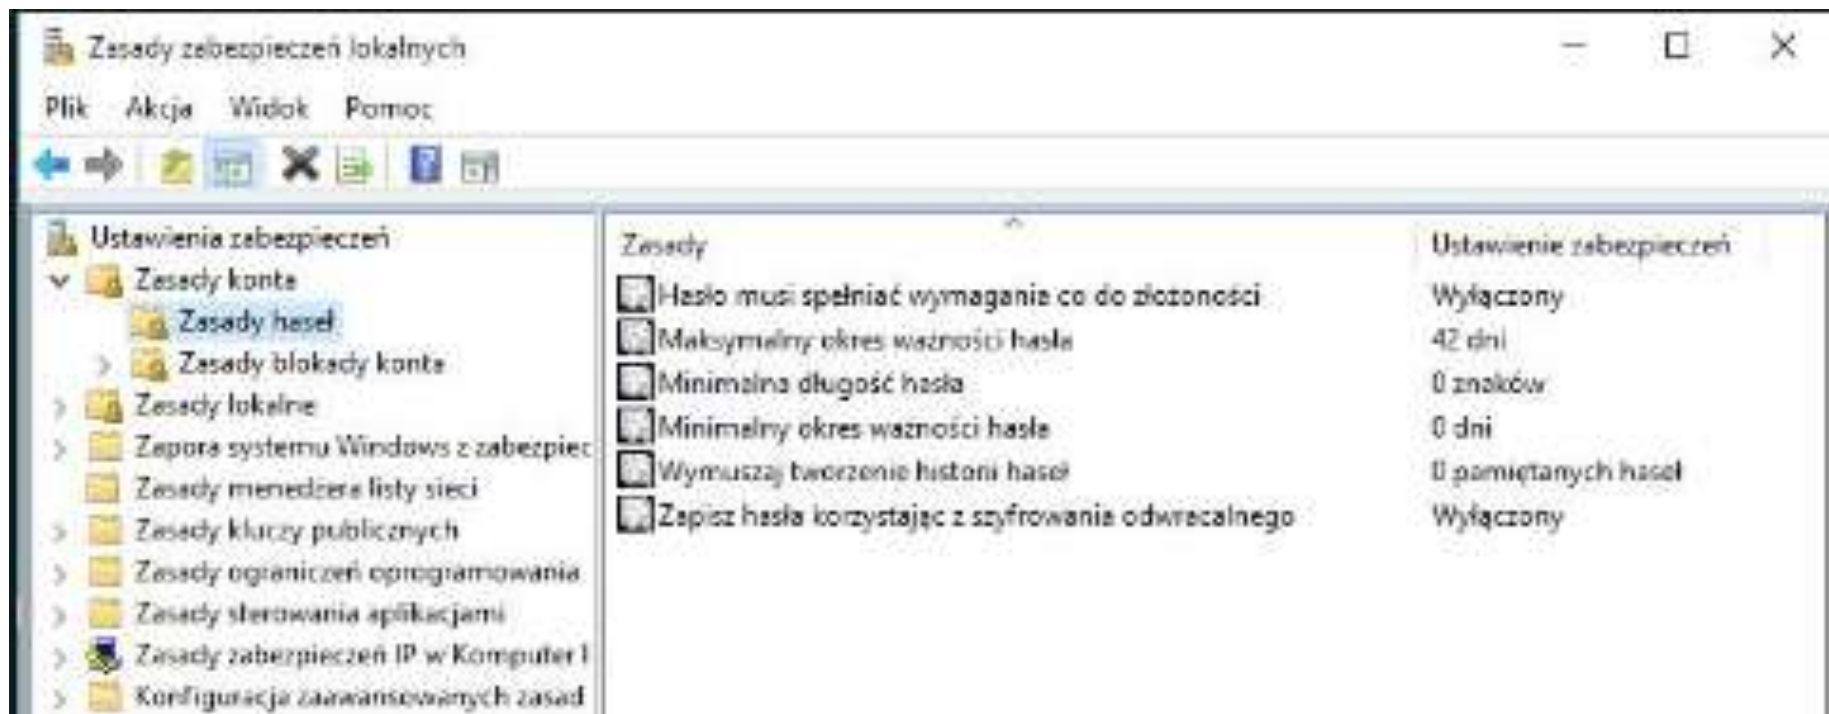 Zasady zabezpieczeń lokalnych
Plik Akcja Widok Pomoc
Ustawienia zabezpieczeń
Zasady konta
Zasady haseł
Zasady blokady konta
Zasady lokalne
Zapora systemu Windows z zabezpiec
Zasady menedżera listy sieci
Zasady kluczy publicznych
Zasady ograniczeń oprogramowania
Zasady sterowania aplikacjami
Zasady zabezpieczeń IP w Komputer l
Konfiguracja zaawansowanych zasad
Zasady Ustawienie zabezpieczeń
Hasło musi spełniać wymagania co do złożoności Wyłączony
Maksymalny okres ważności hasła 42 dni
Minimalna długość hasła 0 znaków
Minimalny okres ważności hasła 0 dni
Wymuszaj tworzenie historii haseł 0 pamiętanych haseł
Zapisz hasła korzystając z szyfrowania odwracalnego Wyłączony